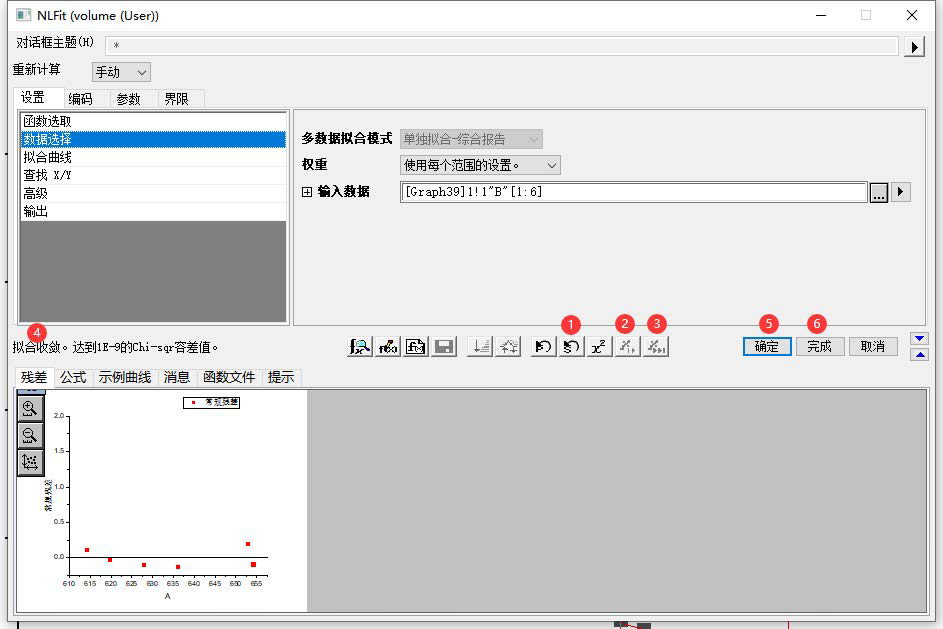 NLFit (volume (User))
对话框主题(H)
*
重新计算
手动
设置 编码 参数 界限
函数选取
数据选择
拟合曲线
查找 X/Y
高级
输出
多数据拟合模式 单独拟合-综合报告
权重 使用每个范围的设置。
输入数据 [Graph39]1!1"B"[1:6]
...
1 2 3 4 5 6
拟合收敛。达到1E-9的Chi-sqr容差值。
确定 完成 取消
残差 公式 示例曲线 消息 函数文件 提示
常规残差
2.0
1.5
1.0
0.5
0.0
常规残差
610 615 620 625 630 635 640 645 650 655
A